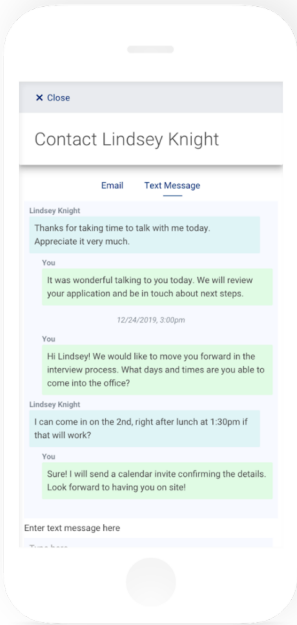 × Close
Contact Lindsey Knight
Email Text Message
Lindsey Knight
Thanks for taking time to talk with me today.
Appreciate it very much.
You
It was wonderful talking to you today. We will review
your application and be in touch about next steps.
12/24/2019, 3:00pm
You
Hi Lindsey! We would like to move you forward in the
interview process. What days and times are you able to
come into the office?
Lindsey Knight
I can come in on the 2nd, right after lunch at 1:30pm if
that will work?
You
Sure! I will send a calendar invite confirming the details.
Look forward to having you on site!
Enter text message here
Type here